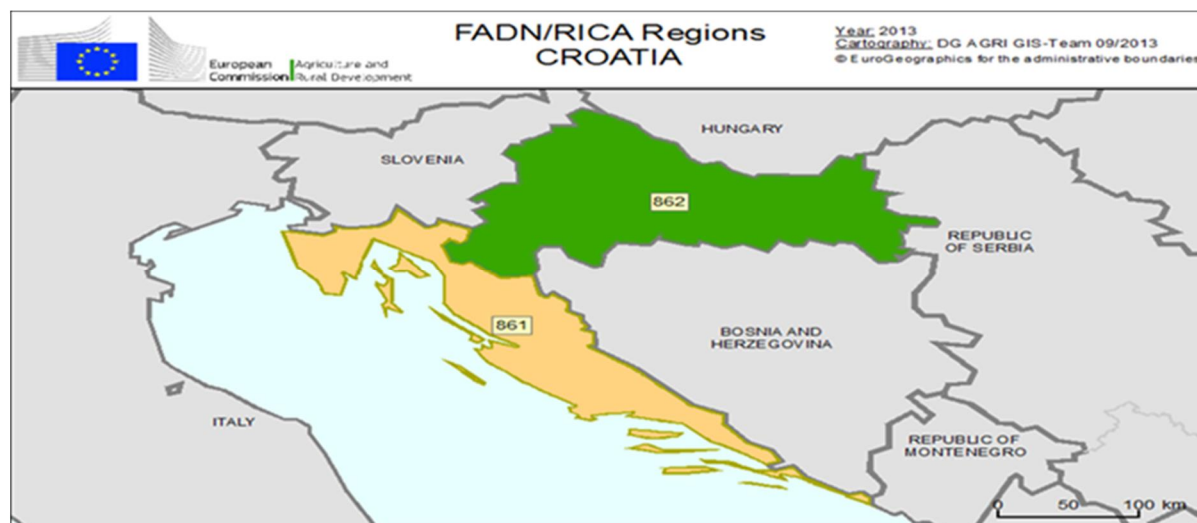 European
Commission
Agriculture and
Rural Development
FADN/RICA Regions
CROATIA
Year: 2013
Cartography: DG AGRI GIS-Team 09/2013
© EuroGeographics for the administrative boundaries
HUNGARY
SLOVENIA
862
REPUBLIC
OF SERBIA
861
BOSNIA AND
HERZEGOVINA
ITALY
REPUBLIC OF
MONTENEGRO
0 50 100 km